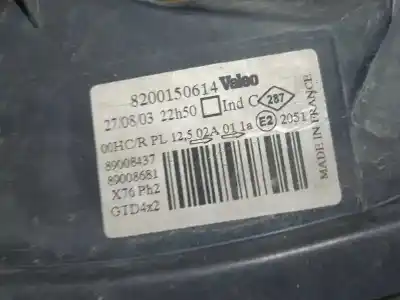 8200150614 Valeo
27/08/03 22h50 Ind C 287
00HC/R PL 12,5 02A 01 1a E2 2051
89008437
89008681
X76 Ph2
GTD4x2
MADE IN FRANCE